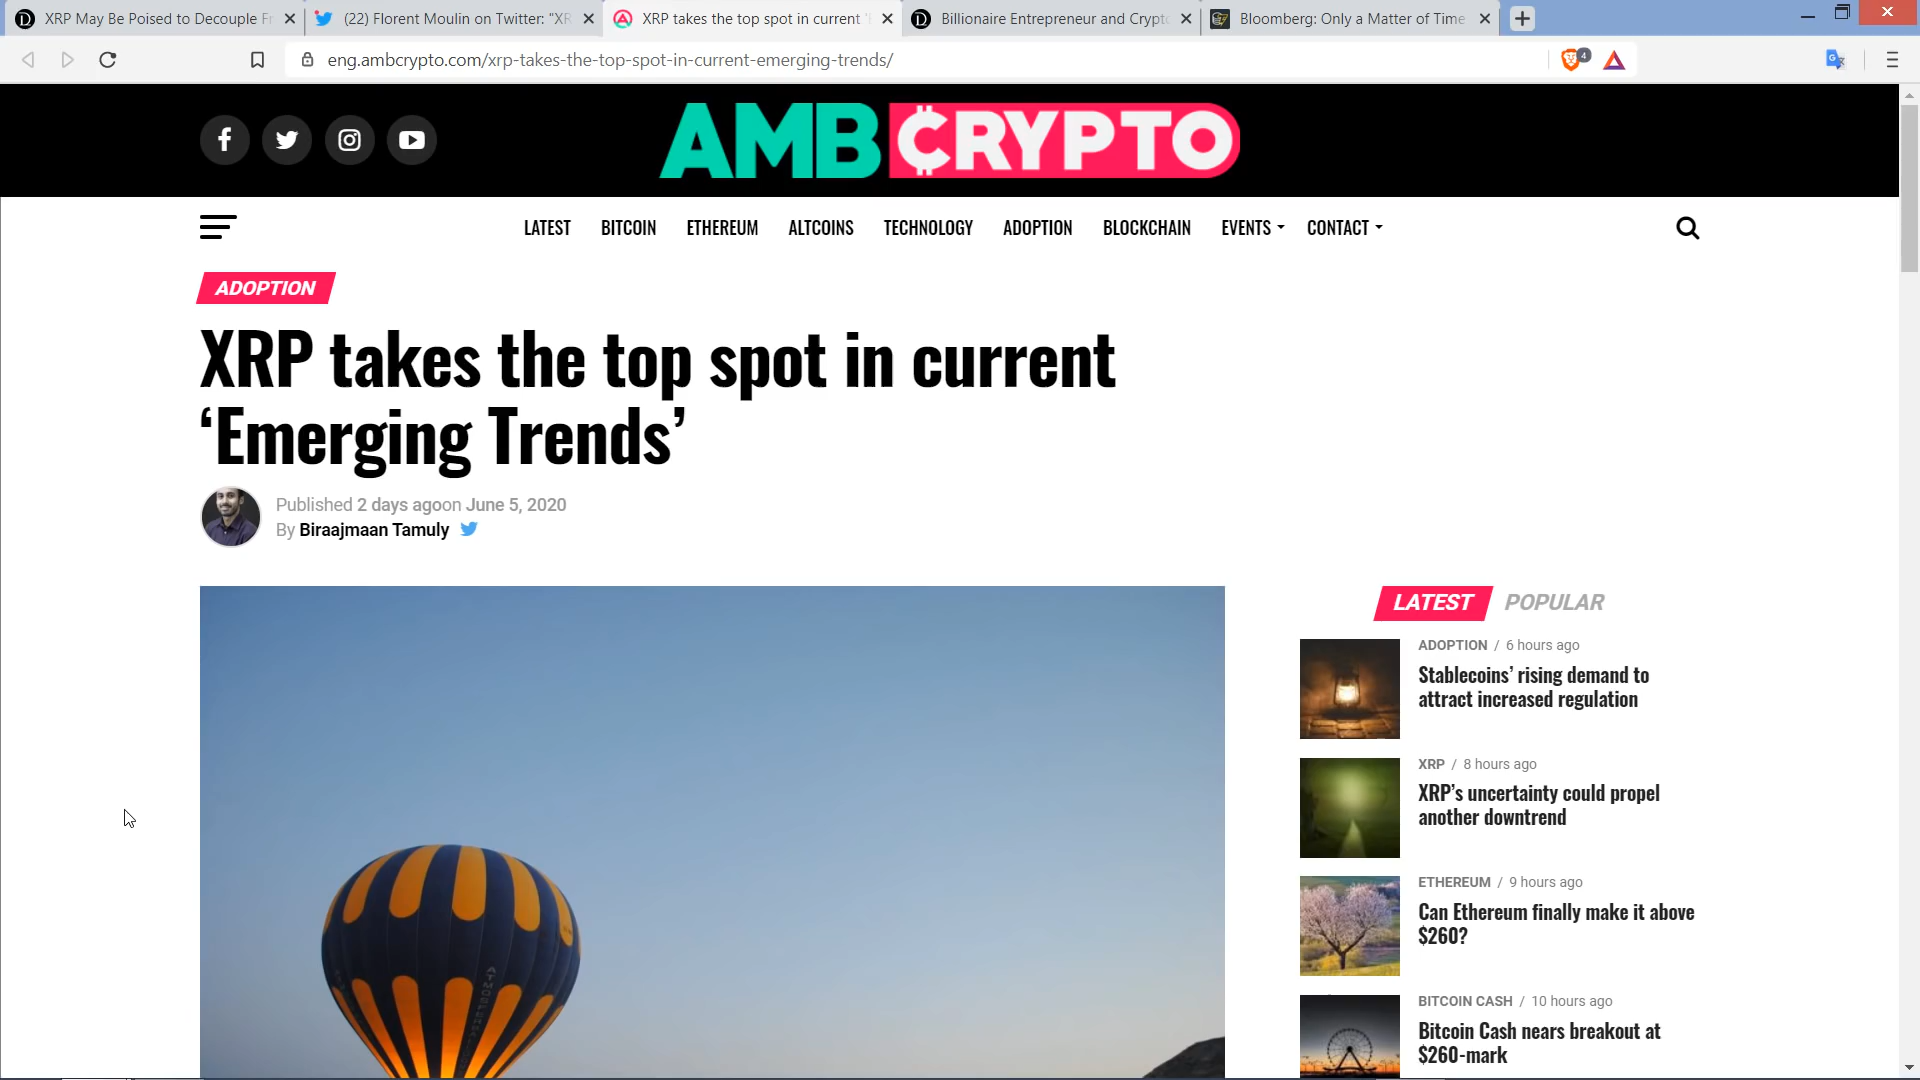 XRP May Be Poised to Decouple Fr
(22) Florent Moulin on Twitter: "XR
XRP takes the top spot in current 'E
Billionaire Entrepreneur and Crypto
Bloomberg: Only a Matter of Time
eng.ambcrypto.com/xrp-takes-the-top-spot-in-current-emerging-trends/
4
AMBCRYPTO
LATEST BITCOIN ETHEREUM ALTCOINS TECHNOLOGY ADOPTION BLOCKCHAIN EVENTS CONTACT
ADOPTION
XRP takes the top spot in current
‘Emerging Trends’
Published 2 days agoon June 5, 2020
By Biraajmaan Tamuly
LATEST POPULAR
ADOPTION / 6 hours ago
Stablecoins’ rising demand to
attract increased regulation
XRP / 8 hours ago
XRP’s uncertainty could propel
another downtrend
ETHEREUM / 9 hours ago
Can Ethereum finally make it above
$260?
BITCOIN CASH / 10 hours ago
Bitcoin Cash nears breakout at
$260-mark